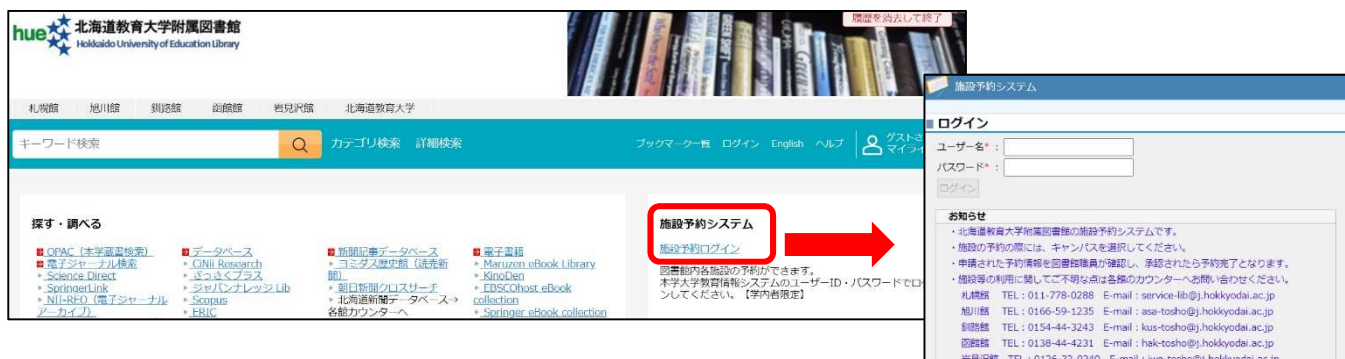 hue 北海道教育大学附属図書館
Hokkaido University of Education Library
履歴を消去して終了
札幌館 旭川館 釧路館 函館館 岩見沢館 北海道教育大学
キーワード検索
カテゴリ検索 詳細検索
ブックマーク一覧 ログイン English ヘルプ
ゲストさ
マイライ
探す・調べる
OPAC（本学蔵書検索）
電子ジャーナル検索
Science Direct
SpringerLink
NII-REO（電子ジャーナル
アーカイブ）
データベース
CiNii Research
ざっさくプラス
ジャパンナレッジ Lib
Scopus
ERIC
新聞記事データベース
ヨミダス歴史館（読売新
聞）
朝日新聞クロスサーチ
北海道新聞データベース→
各館カウンターへ
電子書籍
Maruzen eBook Library
KinoDen
EBSCOhost eBook
collection
Springer eBook collection
施設予約システム
施設予約ログイン
図書館内各施設の予約ができます。
本学大学教育情報システムのユーザーID・パスワードでログ
ンしてください。【学内者限定】
施設予約システム
ログイン
ユーザー名*：
パスワード*：
ログイン
お知らせ
・北海道教育大学附属図書館の施設予約システムです。
・施設の予約の際には、キャンパスを選択してください。
・申請された予約情報を図書館職員が確認し、承認されたら予約完了となります。
・施設等の利用に関してご不明な点は各館のカウンターへお問い合わせください。
札幌館 TEL：011-778-0288 E-mail：service-lib@j.hokkyodai.ac.jp
旭川館 TEL：0166-59-1235 E-mail：asa-tosho@j.hokkyodai.ac.jp
釧路館 TEL：0154-44-3243 E-mail：kus-tosho@j.hokkyodai.ac.jp
函館館 TEL：0138-44-4231 E-mail：hak-tosho@j.hokkyodai.ac.jp
岩見沢館 TEL：0126-32-0240 E-mail：iwa-tosho@j.hokkyodai.ac.jp